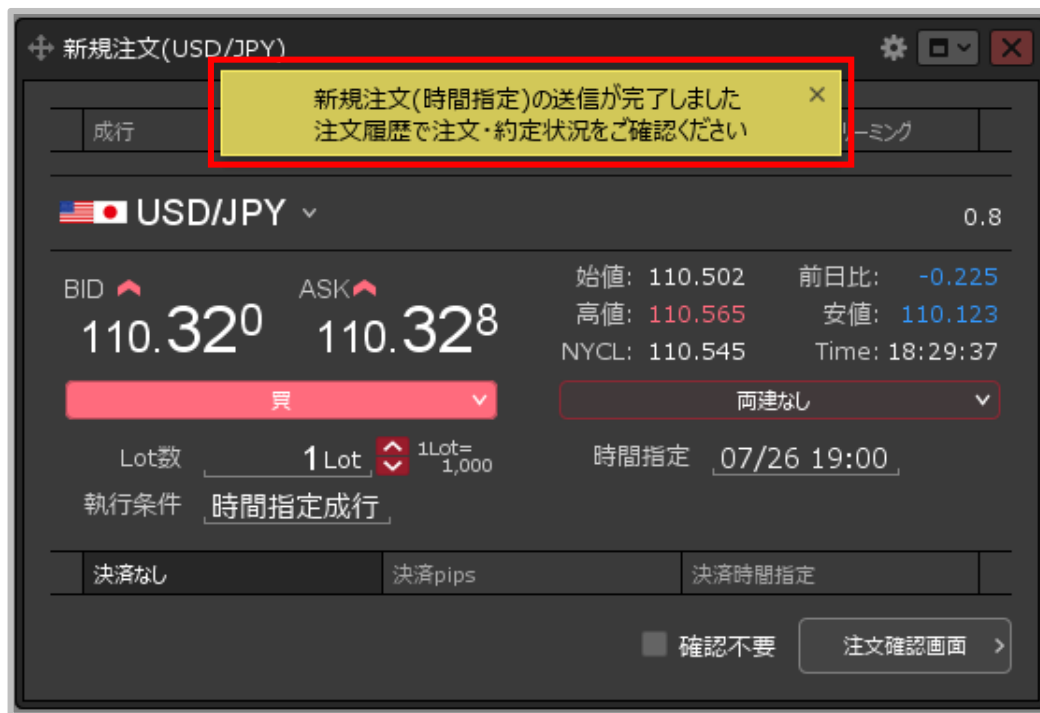 新規注文(USD/JPY)
新規注文(時間指定)の送信が完了しました
注文履歴で注文・約定状況をご確認ください
成行
ーミング
USD/JPY
0.8
BID
110.320
ASK
110.328
始値: 110.502 前日比: -0.225
高値: 110.565 安値: 110.123
NYCL: 110.545 Time: 18:29:37
買
両建なし
Lot数 1 Lot 1Lot=
1,000
時間指定 07/26 19:00
執行条件 時間指定成行
決済なし 決済pips 決済時間指定
確認不要 注文確認画面